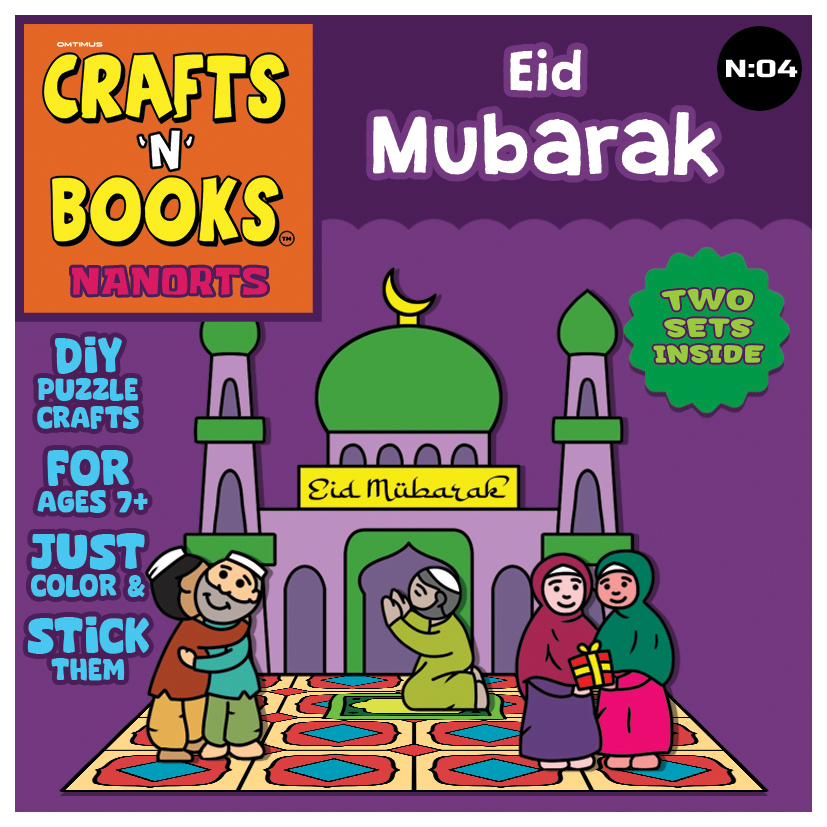 OMTIMUS
CRAFTS
'N'
BOOKS
TM
NANORTS
Eid
Mubarak
N:04
TWO
SETS
INSIDE
DiY
PUZZLE
CRAFTS
FOR
AGES 7+
JUST
COLOR &
STiCK
THEM
Eid Mübarak